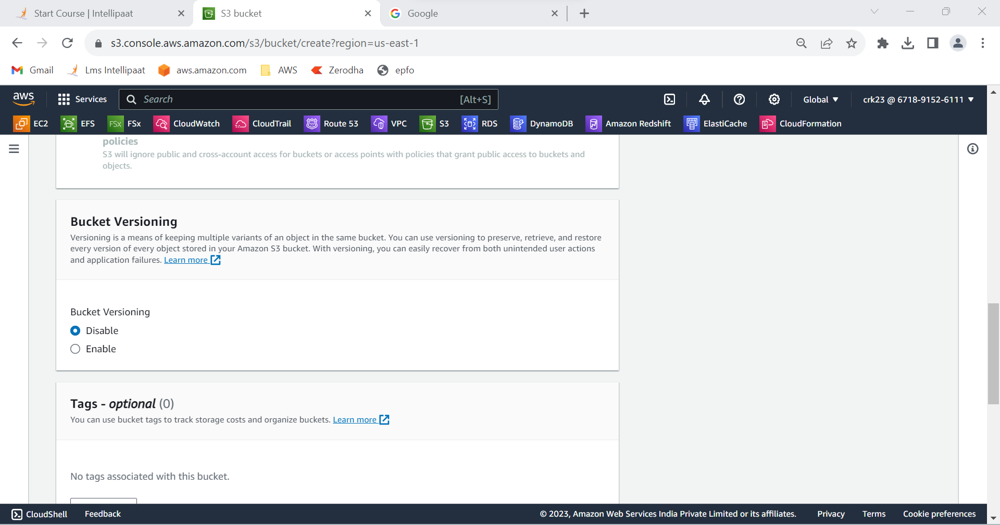 Start Course | Intellipaat
S3 bucket
Google
s3.console.aws.amazon.com/s3/bucket/create?region=us-east-1
Gmail
Lms Intellipaat
aws.amazon.com
AWS
Zerodha
epfo
aws
Services
Search
[Alt+S]
Global
crk23 @ 6718-9152-6111
EC2
EFS
FSx
FSx
CloudWatch
CloudTrail
53
Route 53
VPC
S3
RDS
DynamoDB
Amazon Redshift
ElastiCache
CloudFormation
policies
S3 will ignore public and cross-account access for buckets or access points with policies that grant public access to buckets and
objects.
Bucket Versioning
Versioning is a means of keeping multiple variants of an object in the same bucket. You can use versioning to preserve, retrieve, and restore
every version of every object stored in your Amazon S3 bucket. With versioning, you can easily recover from both unintended user actions
and application failures. Learn more
Bucket Versioning
Disable
Enable
Tags - optional (0)
You can use bucket tags to track storage costs and organize buckets. Learn more
No tags associated with this bucket.
CloudShell
Feedback
© 2023, Amazon Web Services India Private Limited or its affiliates.
Privacy
Terms
Cookie preferences